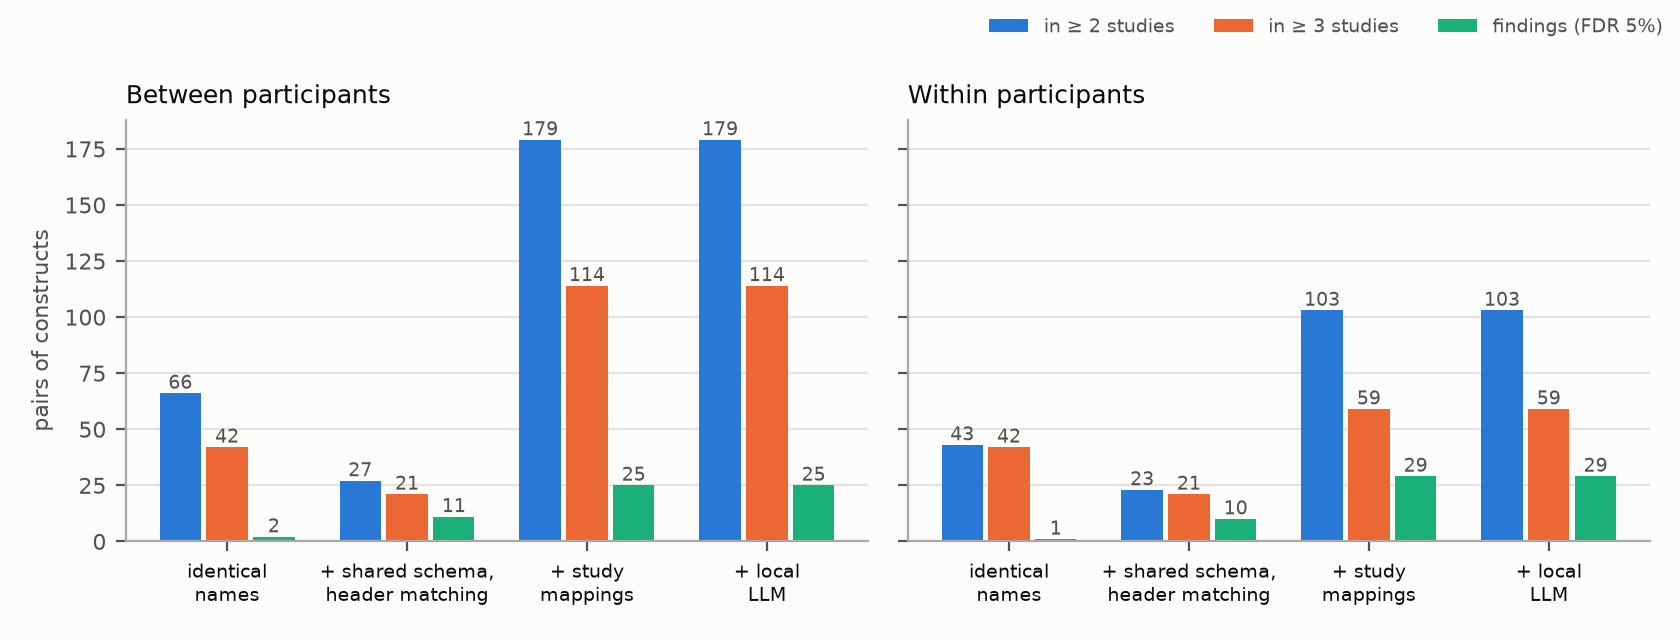 in ≥ 2 studies in ≥ 3 studies findings (FDR 5%)
Between participants
pairs of constructs
175
150
125
100
75
50
25
0
66 42 2
27 21 11
179 114 25
179 114 25
identical
names
+ shared schema,
header matching
+ study
mappings
+ local
LLM
Within participants
43 42 1
23 21 10
103 59 29
103 59 29
identical
names
+ shared schema,
header matching
+ study
mappings
+ local
LLM